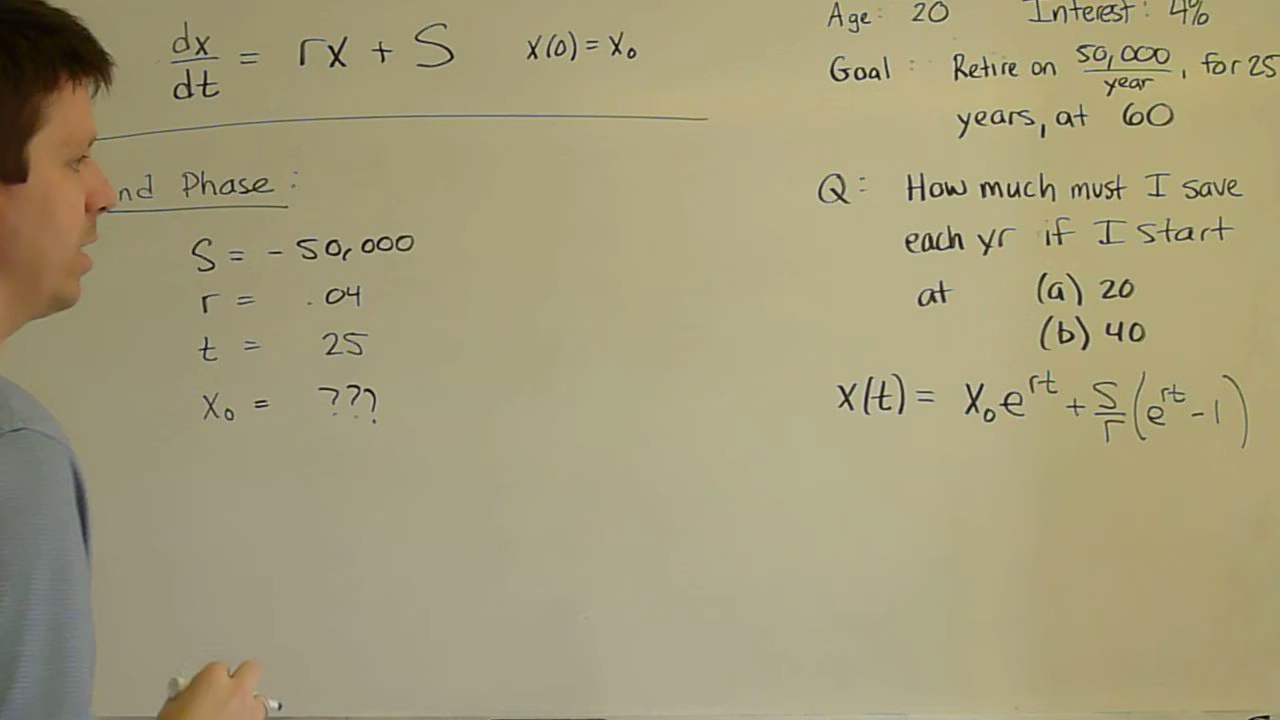 dx/dt = rx + S    x(0) = x₀
nd Phase:
S = - 50,000
r = .04
t = 25
x₀ = ???
Age: 20    Interest: 4%
Goal: Retire on 50,000/year, for 25
years, at 60
Q: How much must I save
each yr if I start
at (a) 20
(b) 40
x(t) = x₀e^{rt} + S/r (e^{rt} - 1)